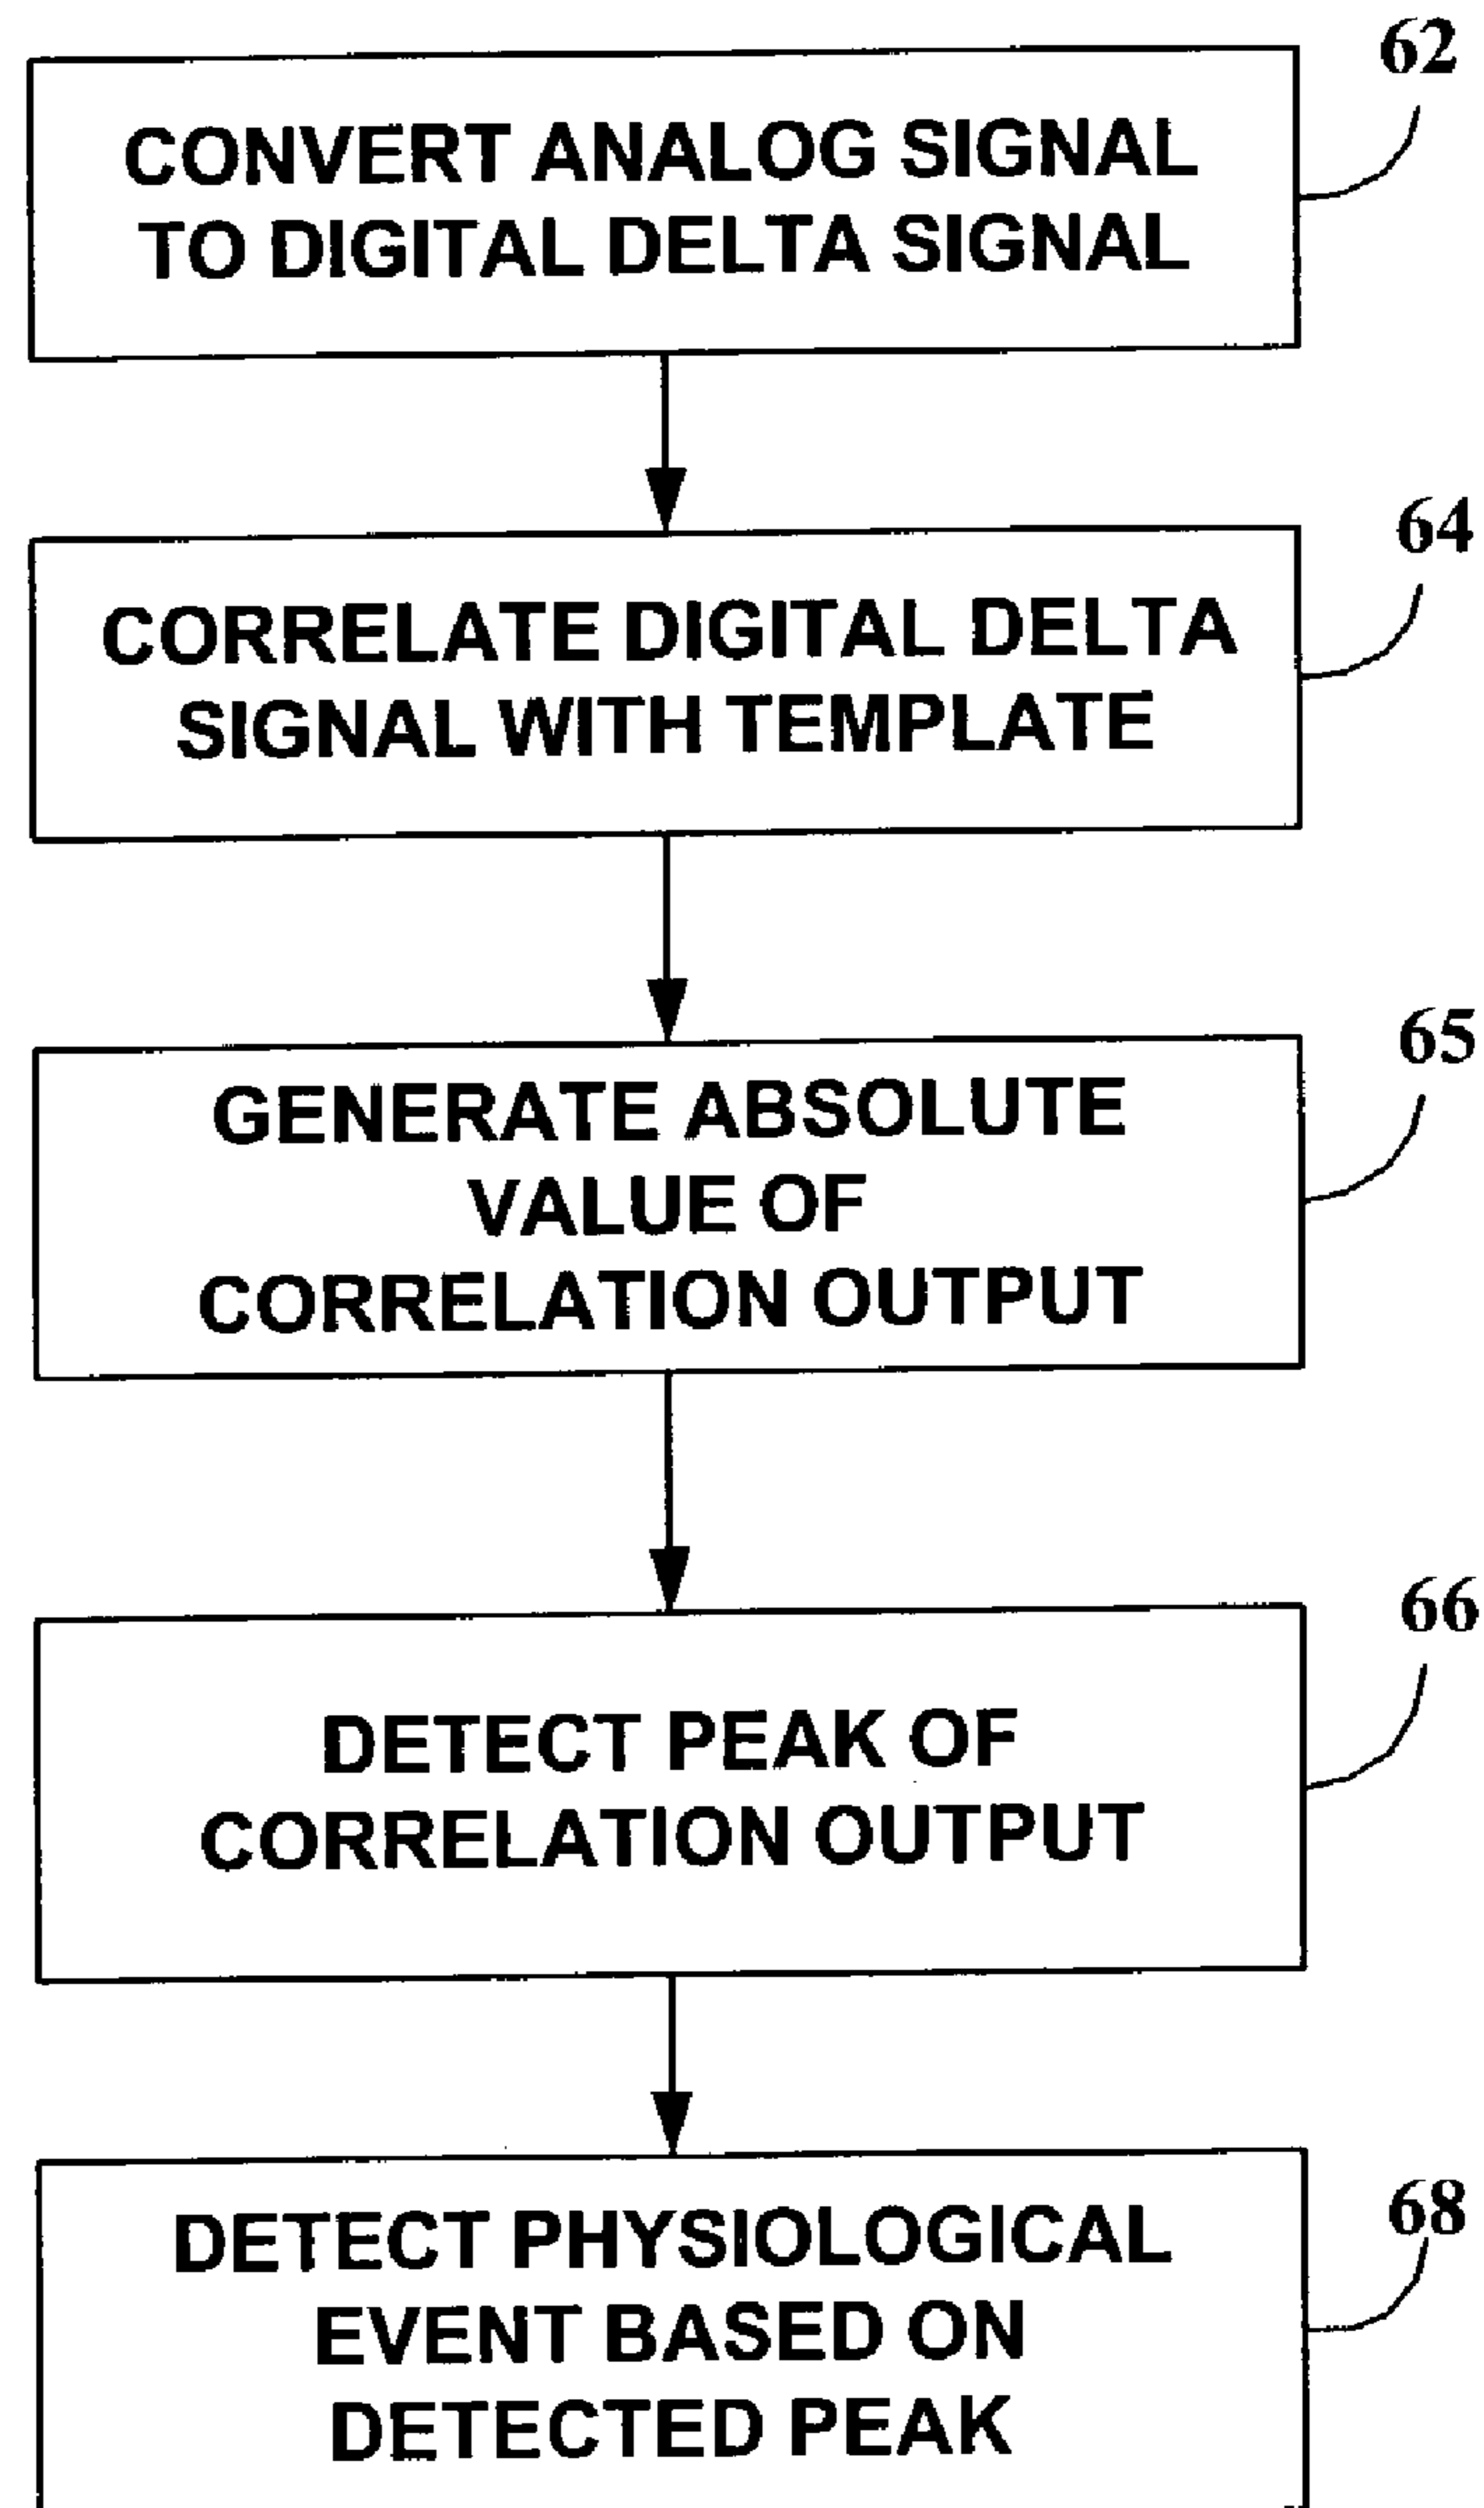 62
CONVERT ANALOG SIGNAL
TO DIGITAL DELTA SIGNAL
64
CORRELATE DIGITAL DELTA
SIGNAL WITH TEMPLATE
65
GENERATE ABSOLUTE
VALUE OF
CORRELATION OUTPUT
66
DETECT PEAK OF
CORRELATION OUTPUT
68
DETECT PHYSIOLOGICAL
EVENT BASED ON
DETECTED PEAK